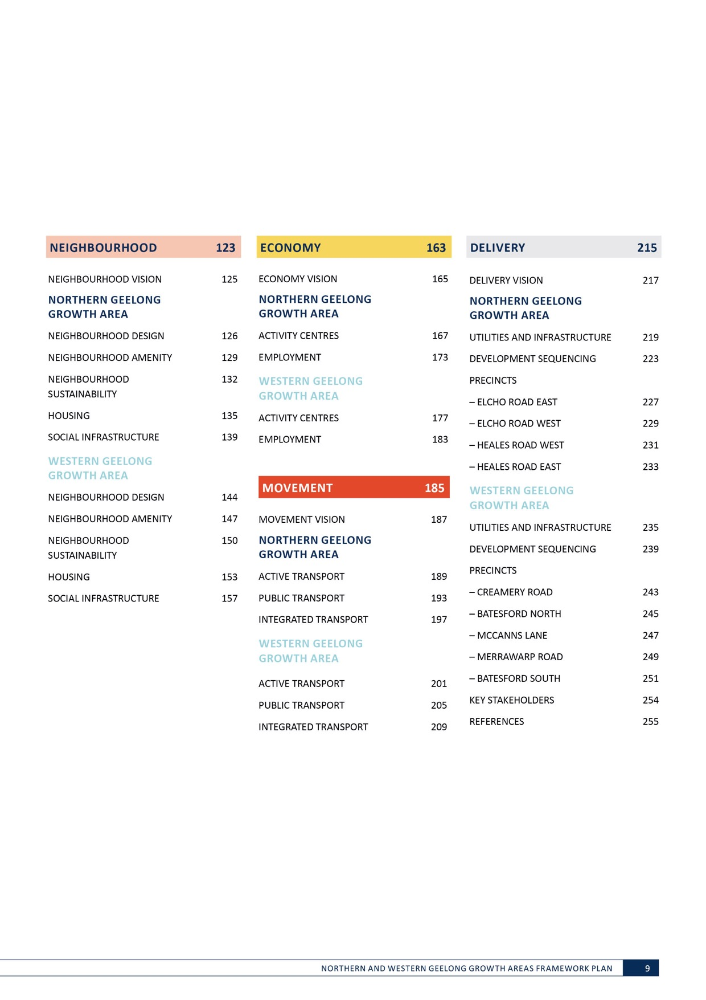 NEIGHBOURHOOD 123
NEIGHBOURHOOD VISION 125
NORTHERN GEELONG
GROWTH AREA
NEIGHBOURHOOD DESIGN 126
NEIGHBOURHOOD AMENITY 129
NEIGHBOURHOOD 132
SUSTAINABILITY
HOUSING 135
SOCIAL INFRASTRUCTURE 139
WESTERN GEELONG
GROWTH AREA
NEIGHBOURHOOD DESIGN 144
NEIGHBOURHOOD AMENITY 147
NEIGHBOURHOOD 150
SUSTAINABILITY
HOUSING 153
SOCIAL INFRASTRUCTURE 157
ECONOMY 163
ECONOMY VISION 165
NORTHERN GEELONG
GROWTH AREA
ACTIVITY CENTRES 167
EMPLOYMENT 173
WESTERN GEELONG
GROWTH AREA
ACTIVITY CENTRES 177
EMPLOYMENT 183
MOVEMENT 185
MOVEMENT VISION 187
NORTHERN GEELONG
GROWTH AREA
ACTIVE TRANSPORT 189
PUBLIC TRANSPORT 193
INTEGRATED TRANSPORT 197
WESTERN GEELONG
GROWTH AREA
ACTIVE TRANSPORT 201
PUBLIC TRANSPORT 205
INTEGRATED TRANSPORT 209
DELIVERY 215
DELIVERY VISION 217
NORTHERN GEELONG
GROWTH AREA
UTILITIES AND INFRASTRUCTURE 219
DEVELOPMENT SEQUENCING 223
PRECINCTS
– ELCHO ROAD EAST 227
– ELCHO ROAD WEST 229
– HEALES ROAD WEST 231
– HEALES ROAD EAST 233
WESTERN GEELONG
GROWTH AREA
UTILITIES AND INFRASTRUCTURE 235
DEVELOPMENT SEQUENCING 239
PRECINCTS
– CREAMERY ROAD 243
– BATESFORD NORTH 245
– MCCANNS LANE 247
– MERRAWARP ROAD 249
– BATESFORD SOUTH 251
KEY STAKEHOLDERS 254
REFERENCES 255
NORTHERN AND WESTERN GEELONG GROWTH AREAS FRAMEWORK PLAN 9